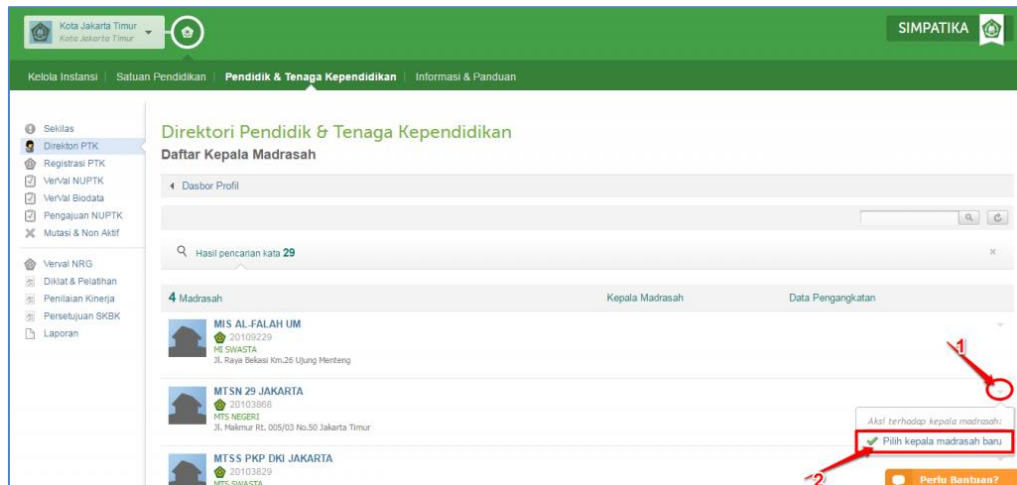 Kota Jakarta Timur
Kota Jakarta Timur
SIMPATIKA
Kelola Instansi | Satuan Pendidikan | Pendidik & Tenaga Kependidikan | Informasi & Panduan
Sekilas
Direktori PTK
Registrasi PTK
VerVal NUPTK
VerVal Biodata
Pengajuan NUPTK
Mutasi & Non Aktif
Verval NRG
Diklat & Pelatihan
Penilaian Kinerja
Persetujuan SKBK
Laporan
Direktori Pendidik & Tenaga Kependidikan
Daftar Kepala Madrasah
Dasbor Profil
Hasil pencarian kata 29
4 Madrasah Kepala Madrasah Data Pengangkatan
MIS AL-FALAH UM
20109229
MI SWASTA
Jl. Raya Bekasi Km.26 Ujung Menteng
1
MTSN 29 JAKARTA
20103868
MTS NEGERI
Jl. Makmur Rt. 005/03 No.50 Jakarta Timur
Aksi terhadap kepala madrasah:
Pilih kepala madrasah baru
2
MTSS PKP DKI JAKARTA
20103829
MTS SWASTA
Perlu Bantuan?